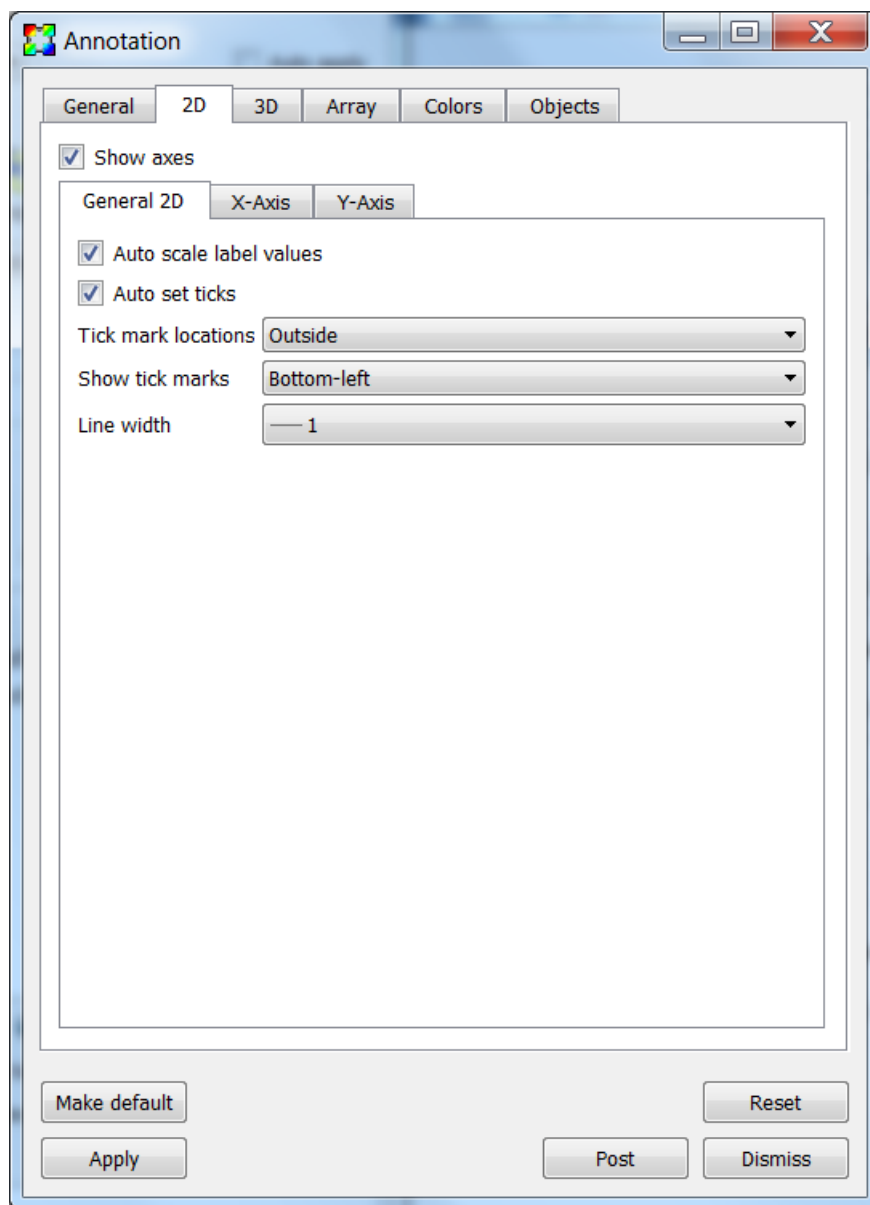 Annotation
General 2D 3D Array Colors Objects
Show axes
General 2D X-Axis Y-Axis
Auto scale label values
Auto set ticks
Tick mark locations Outside
Show tick marks Bottom-left
Line width 1
Make default Reset
Apply Post Dismiss